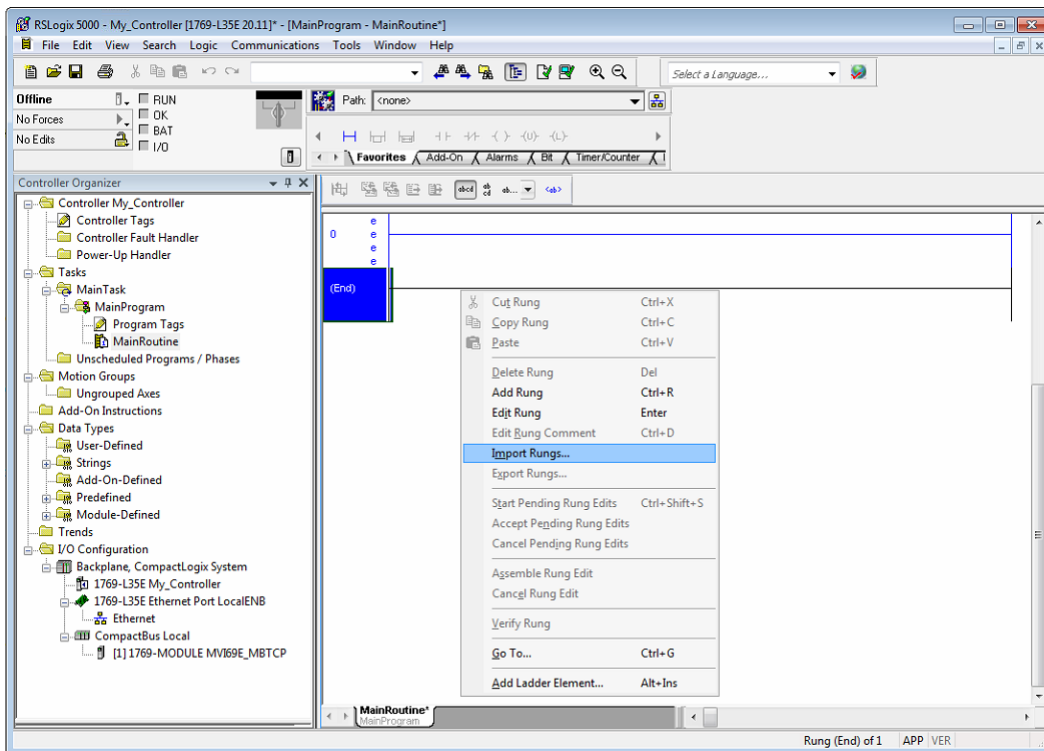 RSLogix 5000 - My_Controller [1769-L35E 20.11]* - [MainProgram - MainRoutine*]
File Edit View Search Logic Communications Tools Window Help
Select a Language...
Offline
RUN
No Forces
OK
No Edits
BAT
I/O
Path: <none>
Favorites Add-On Alarms Bit Timer/Counter
Controller Organizer
Controller My_Controller
Controller Tags
Controller Fault Handler
Power-Up Handler
Tasks
MainTask
MainProgram
Program Tags
MainRoutine
Unscheduled Programs / Phases
Motion Groups
Ungrouped Axes
Add-On Instructions
Data Types
User-Defined
Strings
Add-On-Defined
Predefined
Module-Defined
Trends
I/O Configuration
Backplane, CompactLogix System
1769-L35E My_Controller
1769-L35E Ethernet Port LocalENB
Ethernet
CompactBus Local
[1] 1769-MODULE MVI69E_MBTCP
abcd ab cd ab... <ab>
e
0 e
e
e
(End)
Cut Rung Ctrl+X
Copy Rung Ctrl+C
Paste Ctrl+V
Delete Rung Del
Add Rung Ctrl+R
Edit Rung Enter
Edit Rung Comment Ctrl+D
Import Rungs...
Export Rungs...
Start Pending Rung Edits Ctrl+Shift+S
Accept Pending Rung Edits
Cancel Pending Rung Edits
Assemble Rung Edit
Cancel Rung Edit
Verify Rung
Go To... Ctrl+G
Add Ladder Element... Alt+Ins
MainRoutine*
MainProgram
Rung (End) of 1 APP VER